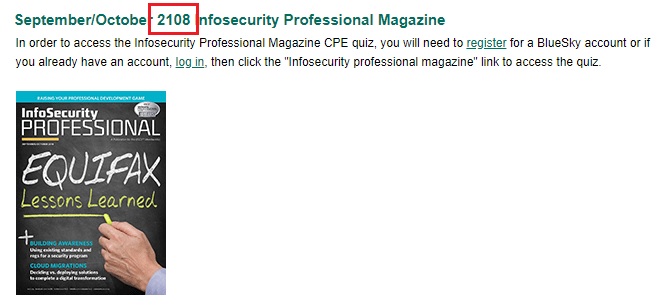 September/October 2108 Infosecurity Professional Magazine
In order to access the Infosecurity Professional Magazine CPE quiz, you will need to register for a BlueSky account or if
you already have an account, log in, then click the "Infosecurity professional magazine" link to access the quiz.
RAISING YOUR PROFESSIONAL DEVELOPMENT GAME
InfoSecurity
PROFESSIONAL
SEPTEMBER/OCTOBER 2018
EQUIFAX
Lessons Learned
+
BUILDING AWARENESS
Using existing standards and
regs for a security program
CLOUD MIGRATIONS
Deciding vs. deploying solutions
to complete a digital transformation